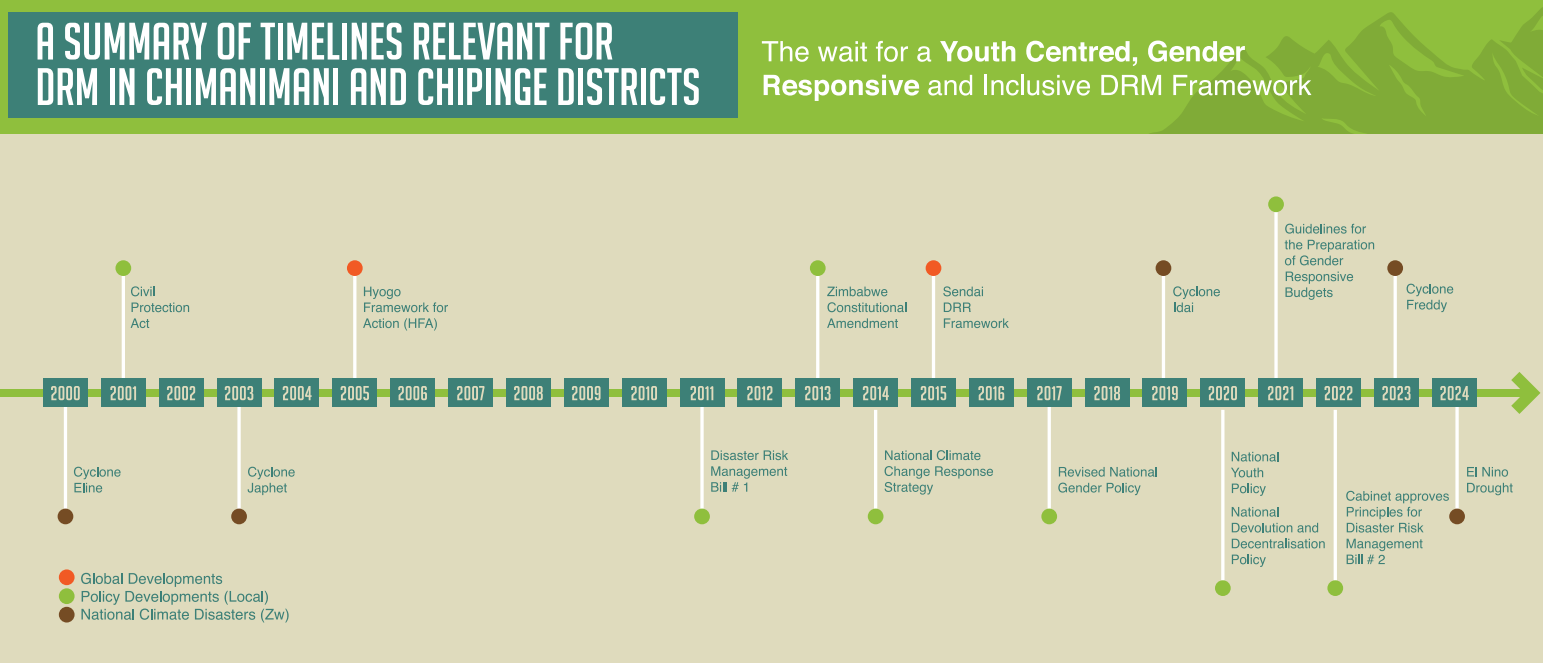 A SUMMARY OF TIMELINES RELEVANT FOR
DRM IN CHIMANIMANI AND CHIPINGE DISTRICTS
The wait for a Youth Centred, Gender
Responsive and Inclusive DRM Framework
Guidelines for
the Preparation
of Gender
Responsive
Budgets
Civil
Protection
Act
Hyogo
Framework for
Action (HFA)
Zimbabwe
Constitutional
Amendment
Sendai
DRR
Framework
Cyclone
Idai
Cyclone
Freddy
2000 2001 2002 2003 2004 2005 2006 2007 2008 2009 2010 2011 2012 2013 2014 2015 2016 2017 2018 2019 2020 2021 2022 2023 2024
Cyclone
Eline
Cyclone
Japhet
Disaster Risk
Management
Bill # 1
National Climate
Change Response
Strategy
Revised National
Gender Policy
National
Youth
Policy
National
Devolution and
Decentralisation
Policy
Cabinet approves
Principles for
Disaster Risk
Management
Bill # 2
El Nino
Drought
Global Developments
Policy Developments (Local)
National Climate Disasters (Zw)